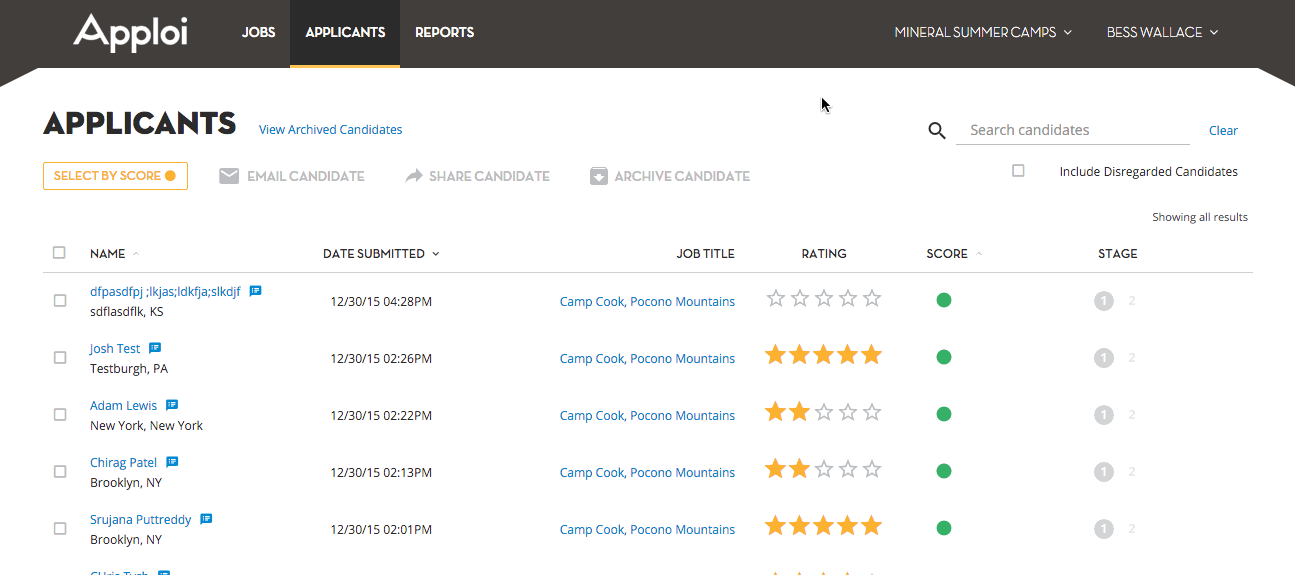 Apploi
JOBS
APPLICANTS
REPORTS
MINERAL SUMMER CAMPS
BESS WALLACE
APPLICANTS
View Archived Candidates
Search candidates
Clear
SELECT BY SCORE
EMAIL CANDIDATE
SHARE CANDIDATE
ARCHIVE CANDIDATE
Include Disregarded Candidates
Showing all results
NAME DATE SUBMITTED JOB TITLE RATING SCORE STAGE
dfpasdfpj ;lkjas;ldkfja;slkdjf
sdflasdflk, KS
12/30/15 04:28PM Camp Cook, Pocono Mountains 1 2
Josh Test
Testburgh, PA
12/30/15 02:26PM Camp Cook, Pocono Mountains 1 2
Adam Lewis
New York, New York
12/30/15 02:22PM Camp Cook, Pocono Mountains 1 2
Chirag Patel
Brooklyn, NY
12/30/15 02:13PM Camp Cook, Pocono Mountains 1 2
Srujana Puttreddy
Brooklyn, NY
12/30/15 02:01PM Camp Cook, Pocono Mountains 1 2